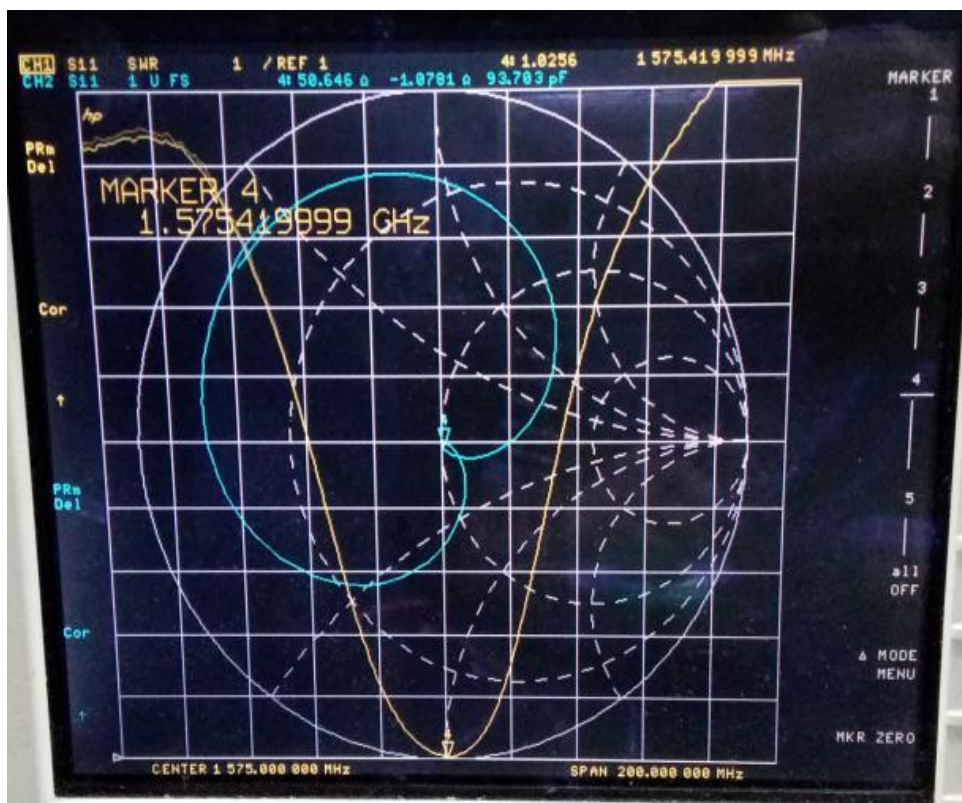 CH1 S11 SWR 1 / REF 1 4: 1.0256 1 575.419 999 MHz
CH2 S11 1 U FS 4: 50.646 Ω -1.0781 Ω 93.703 pF
MARKER
1
hp
PRm
Del
MARKER 4
1.575419999 GHz
2
3
Cor
↑
4
PRm
Del
5
all
OFF
Cor
Δ MODE
MENU
↑
MKR ZERO
CENTER 1 575.000 000 MHz SPAN 200.000 000 MHz